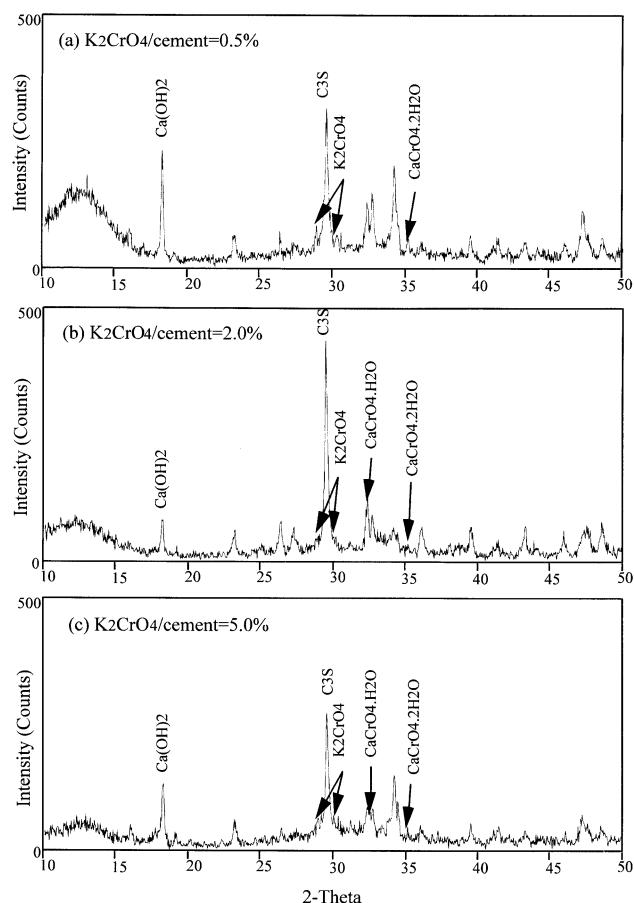 500
(a) K2CrO4/cement=0.5%
Intensity (Counts)
Ca(OH)2
C3S
K2CrO4
CaCrO4.2H2O
0
10 15 20 25 30 35 40 45 50
500
(b) K2CrO4/cement=2.0%
Intensity (Counts)
Ca(OH)2
C3S
K2CrO4
CaCrO4.H2O
CaCrO4.2H2O
0
10 15 20 25 30 35 40 45 50
500
(c) K2CrO4/cement=5.0%
Intensity (Counts)
Ca(OH)2
C3S
K2CrO4
CaCrO4.H2O
CaCrO4.2H2O
0
10 15 20 25 30 35 40 45 50
2-Theta